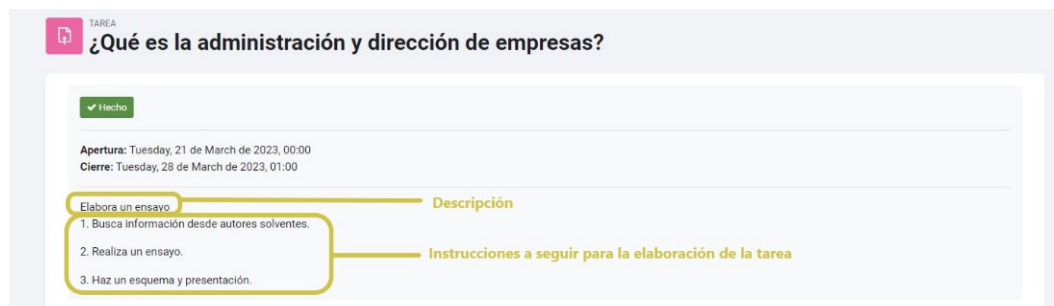 TAREA
¿Qué es la administración y dirección de empresas?
Hecho
Apertura: Tuesday, 21 de March de 2023, 00:00
Cierre: Tuesday, 28 de March de 2023, 01:00
Elabora un ensayo
Descripción
1. Busca información desde autores solventes.
2. Realiza un ensayo.
Instrucciones a seguir para la elaboración de la tarea
3. Haz un esquema y presentación.